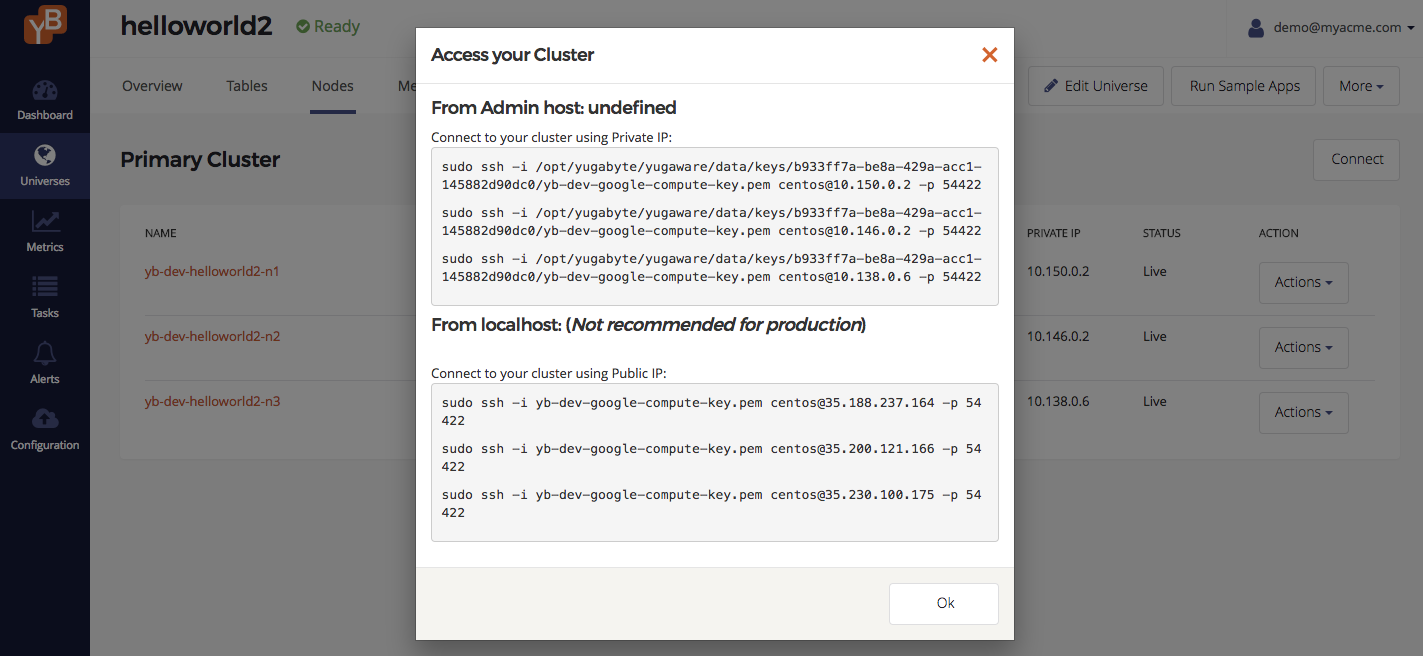 YB
helloworld2
Ready
demo@myacme.com
Overview
Tables
Nodes
Me
Edit Universe
Run Sample Apps
More
Dashboard
Universes
Metrics
Tasks
Alerts
Configuration
Primary Cluster
Connect
NAME
PRIVATE IP
STATUS
ACTION
yb-dev-helloworld2-n1
10.150.0.2
Live
Actions
yb-dev-helloworld2-n2
10.146.0.2
Live
Actions
yb-dev-helloworld2-n3
10.138.0.6
Live
Actions
Access your Cluster
From Admin host: undefined
Connect to your cluster using Private IP:
sudo ssh -i /opt/yugabyte/yugaware/data/keys/b933ff7a-be8a-429a-acc1-
145882d90dc0/yb-dev-google-compute-key.pem centos@10.150.0.2 -p 54422
sudo ssh -i /opt/yugabyte/yugaware/data/keys/b933ff7a-be8a-429a-acc1-
145882d90dc0/yb-dev-google-compute-key.pem centos@10.146.0.2 -p 54422
sudo ssh -i /opt/yugabyte/yugaware/data/keys/b933ff7a-be8a-429a-acc1-
145882d90dc0/yb-dev-google-compute-key.pem centos@10.138.0.6 -p 54422
From localhost: (Not recommended for production)
Connect to your cluster using Public IP:
sudo ssh -i yb-dev-google-compute-key.pem centos@35.188.237.164 -p 54
422
sudo ssh -i yb-dev-google-compute-key.pem centos@35.200.121.166 -p 54
422
sudo ssh -i yb-dev-google-compute-key.pem centos@35.230.100.175 -p 54
422
Ok